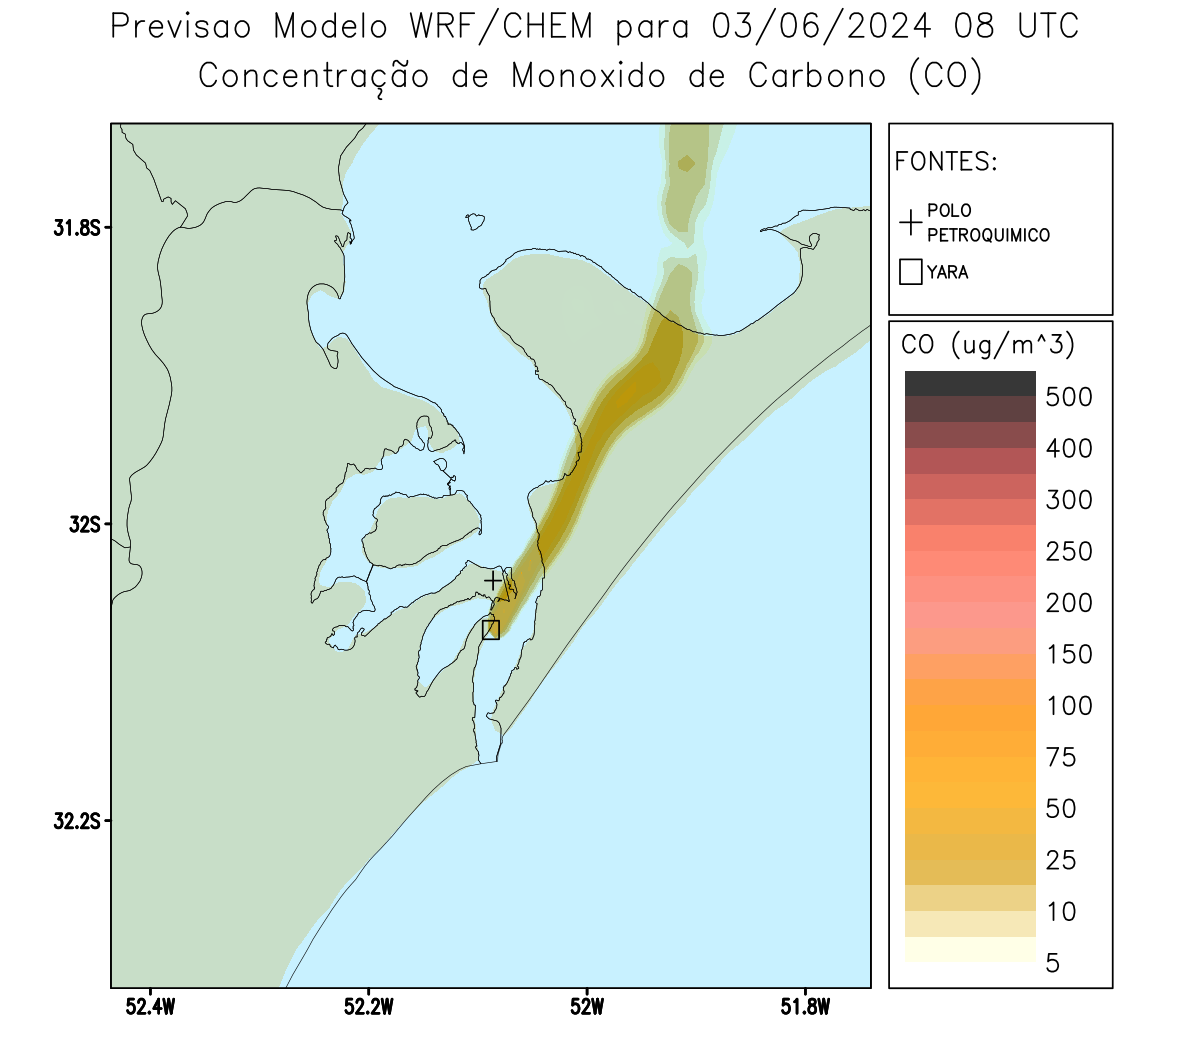 Previsao Modelo WRF/CHEM para 03/06/2024 08 UTC
Concentração de Monoxido de Carbono (CO)
FONTES:
POLO
PETROQUIMICO
YARA
CO (ug/m^3)
500
400
300
250
200
150
100
75
50
25
10
5
31.8S
32S
32.2S
52.4W
52.2W
52W
51.8W